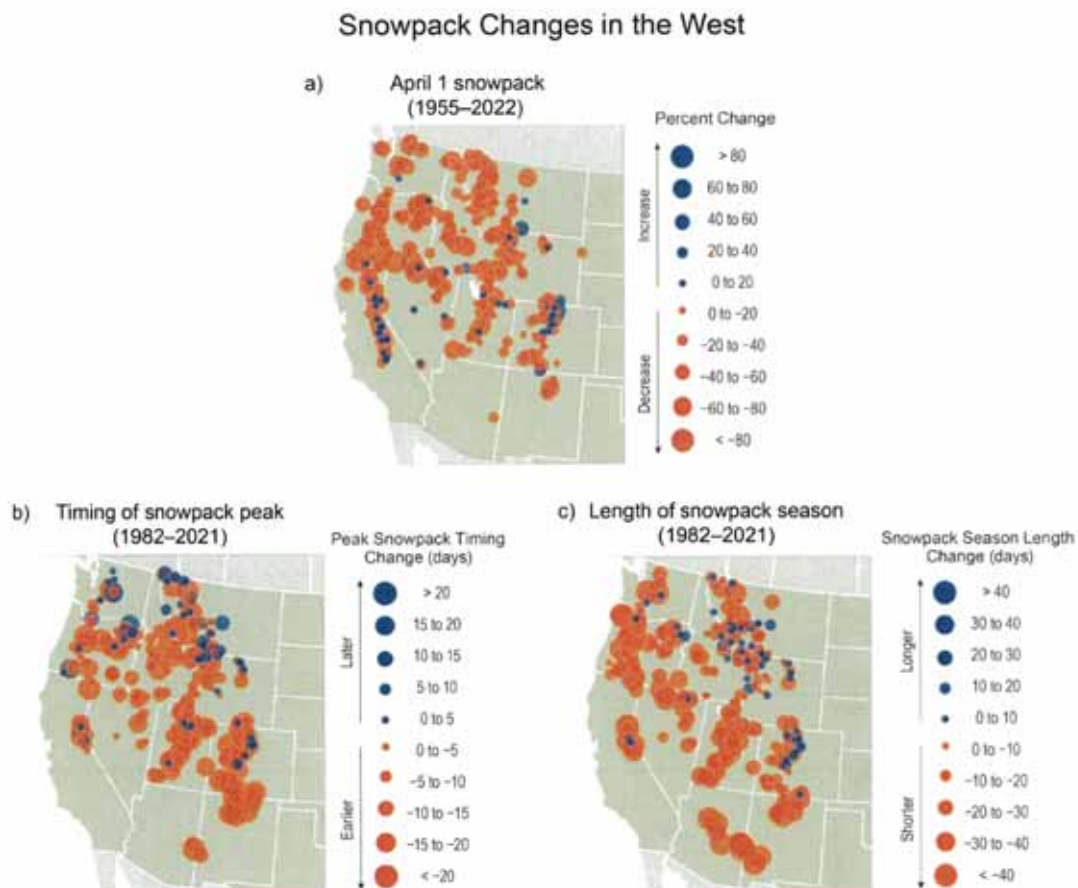 Snowpack Changes in the West
a) April 1 snowpack
(1955–2022)
Percent Change
Increase
> 80
60 to 80
40 to 60
20 to 40
0 to 20
0 to −20
−20 to −40
−40 to −60
−60 to −80
< −80
Decrease
b) Timing of snowpack peak
(1982–2021)
Peak Snowpack Timing
Change (days)
Later
> 20
15 to 20
10 to 15
5 to 10
0 to 5
0 to −5
−5 to −10
−10 to −15
−15 to −20
< −20
Earlier
c) Length of snowpack season
(1982–2021)
Snowpack Season Length
Change (days)
Longer
> 40
30 to 40
20 to 30
10 to 20
0 to 10
0 to −10
−10 to −20
−20 to −30
−30 to −40
< −40
Shorter